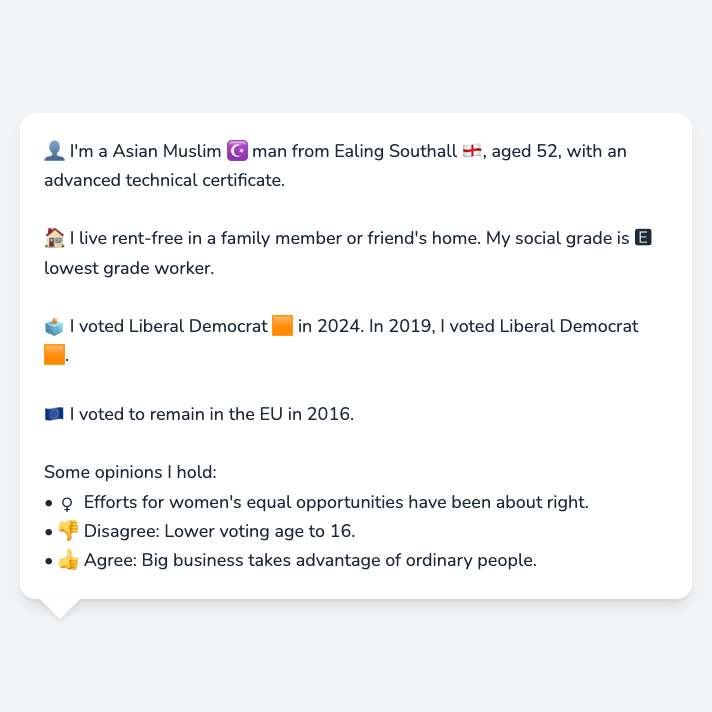 👤 I'm a Asian Muslim ☪️ man from Ealing Southall 🏴󠁧󠁢󠁥󠁮󠁧󠁿, aged 52, with an
advanced technical certificate.
🏠 I live rent-free in a family member or friend's home. My social grade is 🅴
lowest grade worker.
🗳️ I voted Liberal Democrat 🟧 in 2024. In 2019, I voted Liberal Democrat
🟧.
🇪🇺 I voted to remain in the EU in 2016.
Some opinions I hold:
• ♀ Efforts for women's equal opportunities have been about right.
• 👎 Disagree: Lower voting age to 16.
• 👍 Agree: Big business takes advantage of ordinary people.